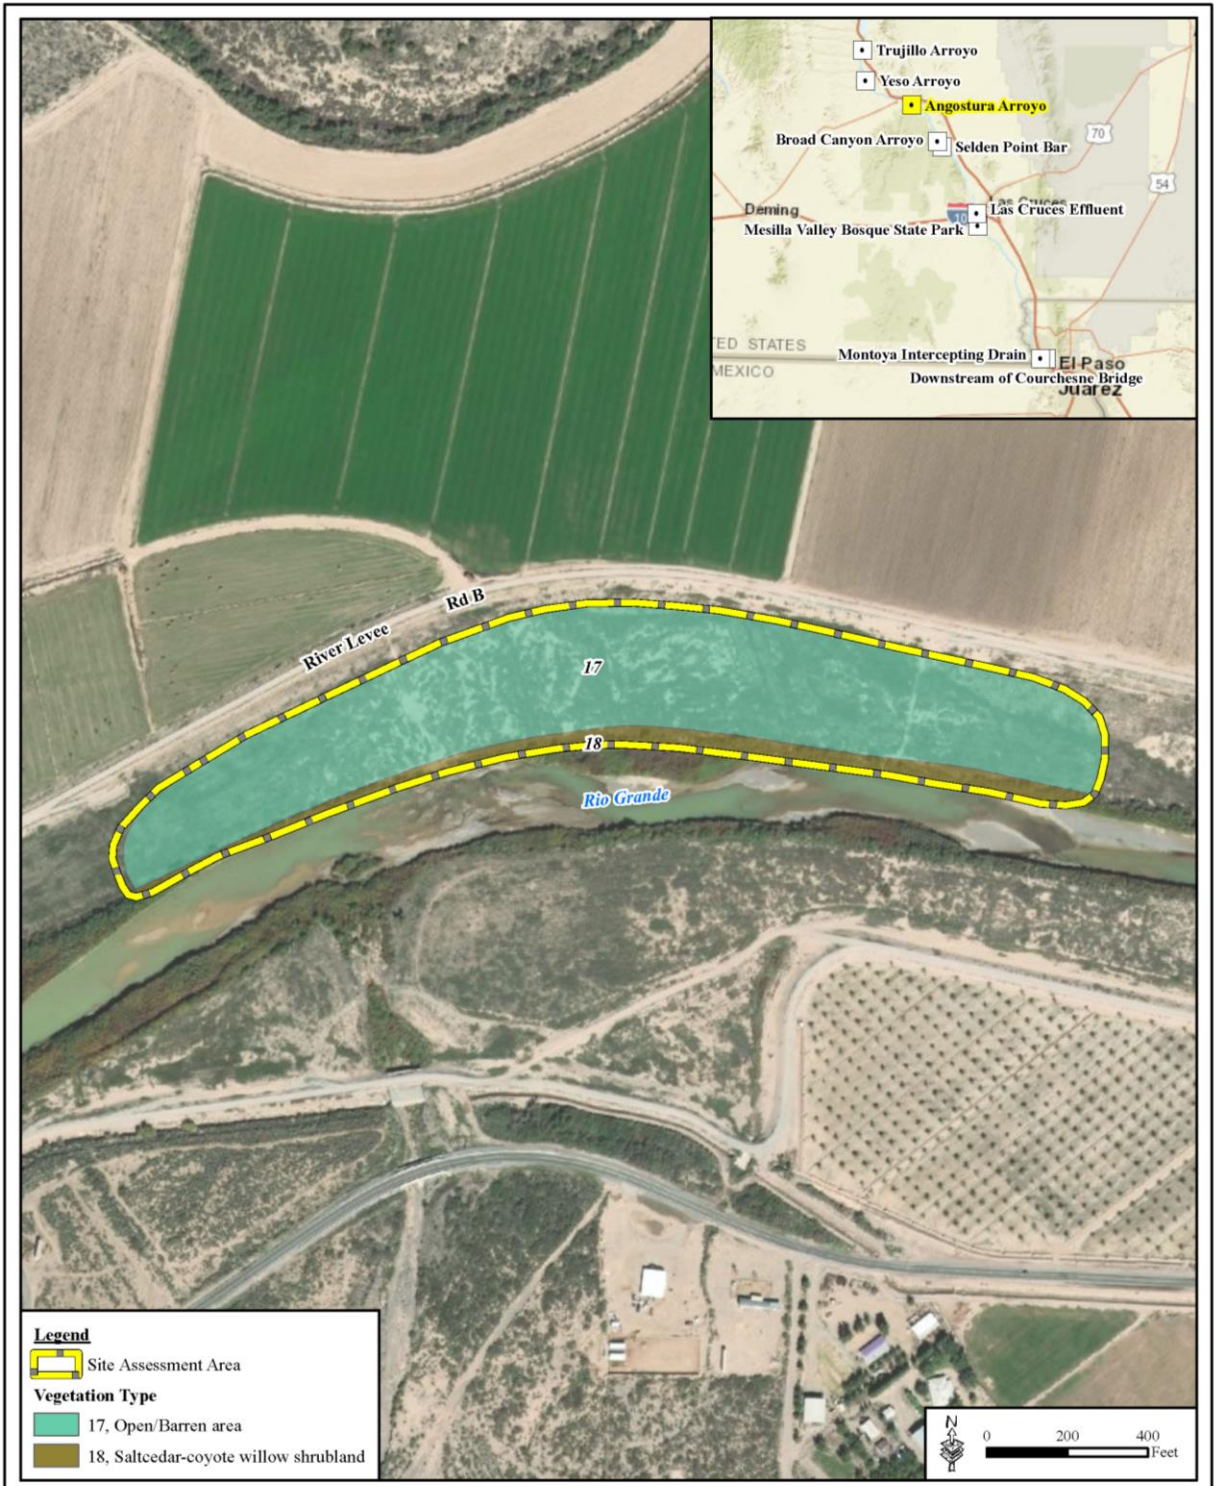 Trujillo Arroyo
Yeso Arroyo
Angostura Arroyo
Broad Canyon Arroyo
Selden Point Bar
70
54
Deming
Las Cruces
10
Las Cruces Effluent
Mesilla Valley Bosque State Park
TED STATES
MEXICO
Montoya Intercepting Drain
El Paso
Downstream of Courchesne Bridge
Juarez
River Levee Rd B
17
18
Rio Grande
Legend
Site Assessment Area
Vegetation Type
17, Open/Barren area
18, Saltcedar-coyote willow shrubland
N
0 200 400
Feet